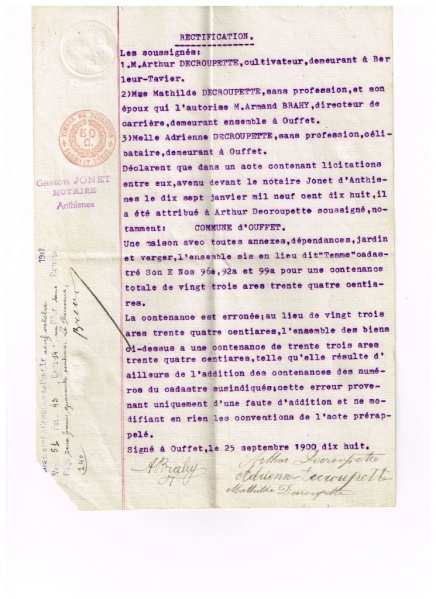 RECTIFICATION.
Les soussignés:
1.M.Arthur DECROUPETTE,cultivateur,demeurant à Ber
leur-Tavier.
2)Mme Mathilde DECROUPETTE,sans profession,et son
époux qui l'autorise M.Armand BRAHY,directeur de
carrière,demeurant ensemble à Ouffet.
3)Melle Adrienne DECROUPETTE,sans profession,céli-
bataire,demeurant à Ouffet.
Déclarent que dans un acte contenant licitations
entre eux,avenu devant le notaire Jonet d'Anthis-
nes le dix sept janvier mil neuf cent dix huit,il
a été attribué à Arthur Decroupette soussigné,no-
tamment: COMMUNE d'OUFFET.
Une maison avec toutes annexes,dépendances,jardin
et verger,l'ensemble sis en lieu dit"Temme"cadas-
tré Son E Nos 96e,92a et 99a pour une contenance
totale de vingt trois ares trente quatre centia-
res.
La contenance est erronée;au lieu de vingt trois
ares trente quatre centiares,l'ensemble des biens
ci-dessus a une contenance de trente trois ares
trente quatre centiares,telle qu'elle résulte d'
ailleurs de l'addition des contenances des numé-
ros du cadastre susindiqués;cette erreur prove-
nant uniquement d'une faute d'addition et ne mo-
difiant en rien les conventions de l'acte prérap-
pelé.
Signé à Ouffet, le 25 septembre 1900 dix huit.
ABrahy
Arthur Decroupette
Adrienne Decroupette
Mathilde Decroupette
60
C.
Gaston JONET
NOTAIRE
Anthisnes